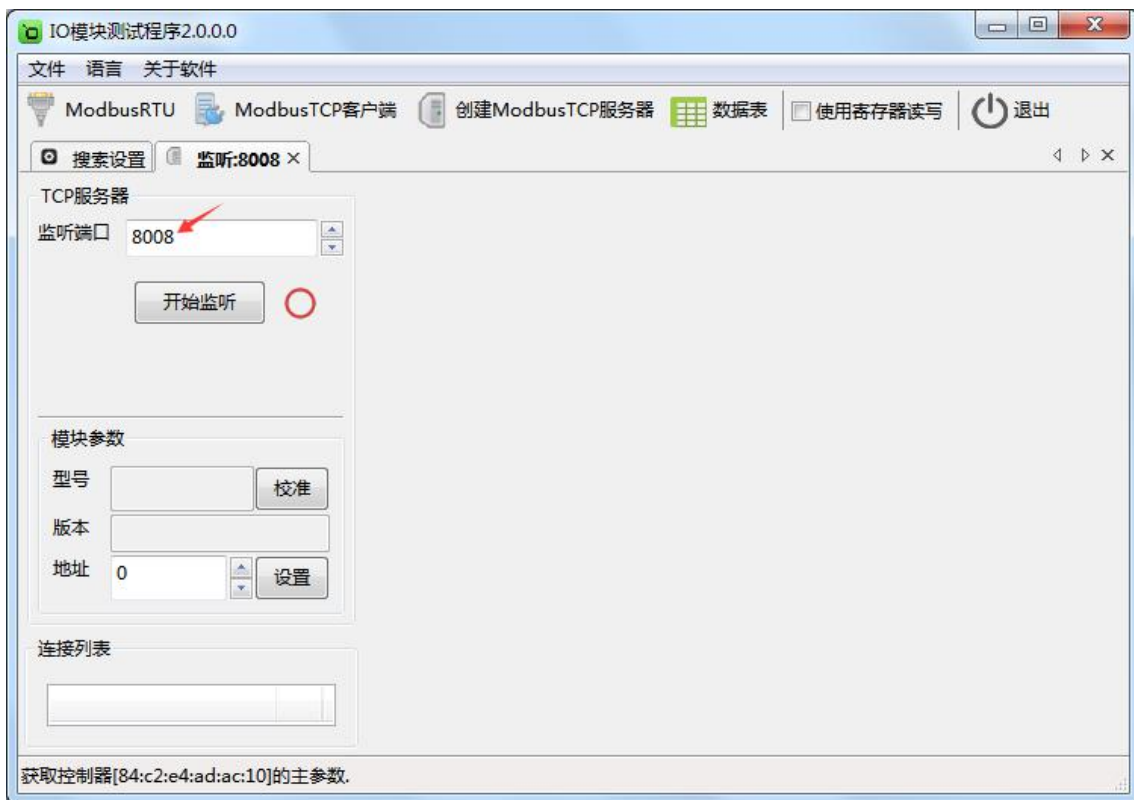 IO模块测试程序2.0.0.0
文件 语言 关于软件
ModbusRTU ModbusTCP客户端 创建ModbusTCP服务器 数据表 使用寄存器读写 退出
搜索设置 监听:8008
TCP服务器
监听端口 8008
开始监听
模块参数
型号 校准
版本
地址 0 设置
连接列表
获取控制器[84:c2:e4:ad:ac:10]的主参数.